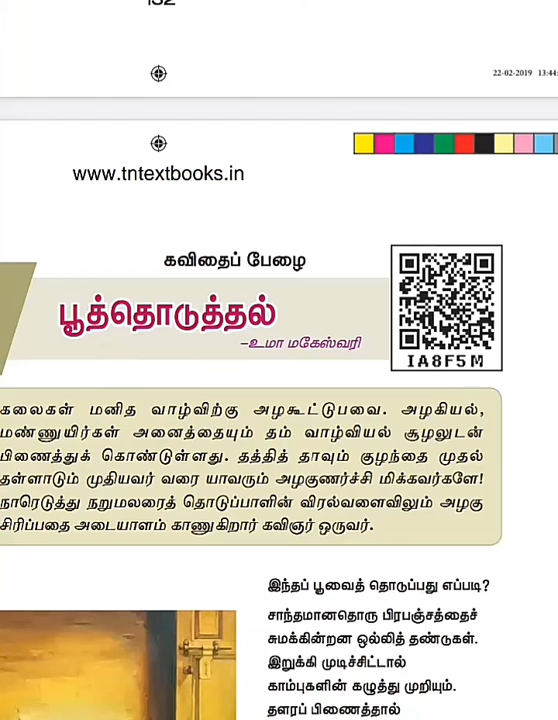 132
22-02-2019 13:44:
www.tntextbooks.in
கவிதைப் பேழை
பூத்தொடுத்தல்
–உமா மகேஸ்வரி
IA8F5M
கலைகள் மனித வாழ்விற்கு அழகூட்டுபவை. அழகியல்,
மண்ணுயிர்கள் அனைத்தையும் தம் வாழ்வியல் சூழலுடன்
பிணைத்துக் கொண்டுள்ளது. தத்தித் தாவும் குழந்தை முதல்
தள்ளாடும் முதியவர் வரை யாவரும் அழகுணர்ச்சி மிக்கவர்களே!
நாரெடுத்து நறுமலரைத் தொடுப்பாளின் விரல்வளைவிலும் அழகு
சிரிப்பதை அடையாளம் காணுகிறார் கவிஞர் ஒருவர்.
இந்தப் பூவைத் தொடுப்பது எப்படி?
சாந்தமானதொரு பிரபஞ்சத்தைச்
சுமக்கின்றன ஒல்லித் தண்டுகள்.
இறுக்கி முடிச்சிட்டால்
காம்புகளின் கழுத்து முறியும்.
தளரப் பிணைத்தால்